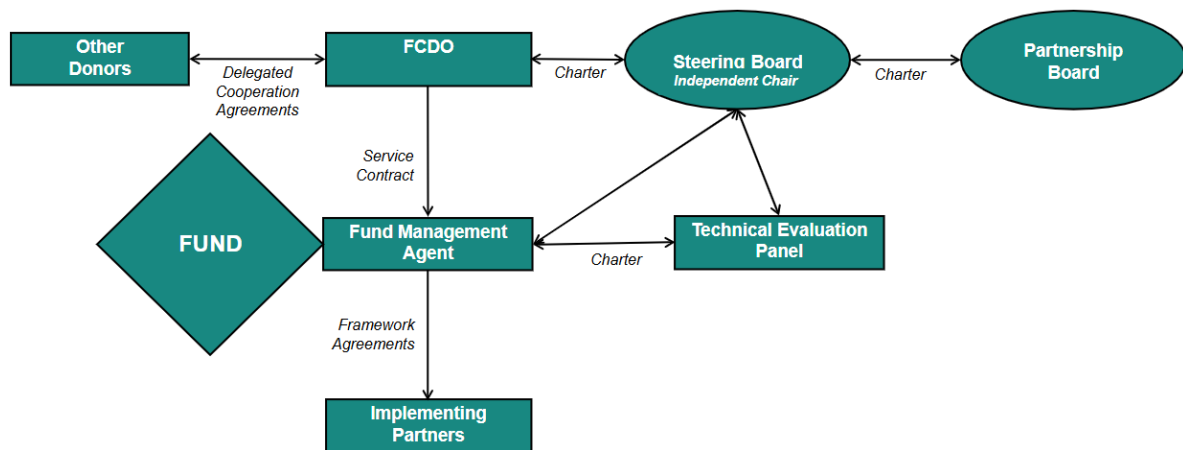 Other
Donors
Delegated
Cooperation
Agreements
FCDO
Charter
Steering Board
Independent Chair
Charter
Partnership
Board
Service
Contract
FUND
Fund Management
Agent
Charter
Technical Evaluation
Panel
Framework
Agreements
Implementing
Partners